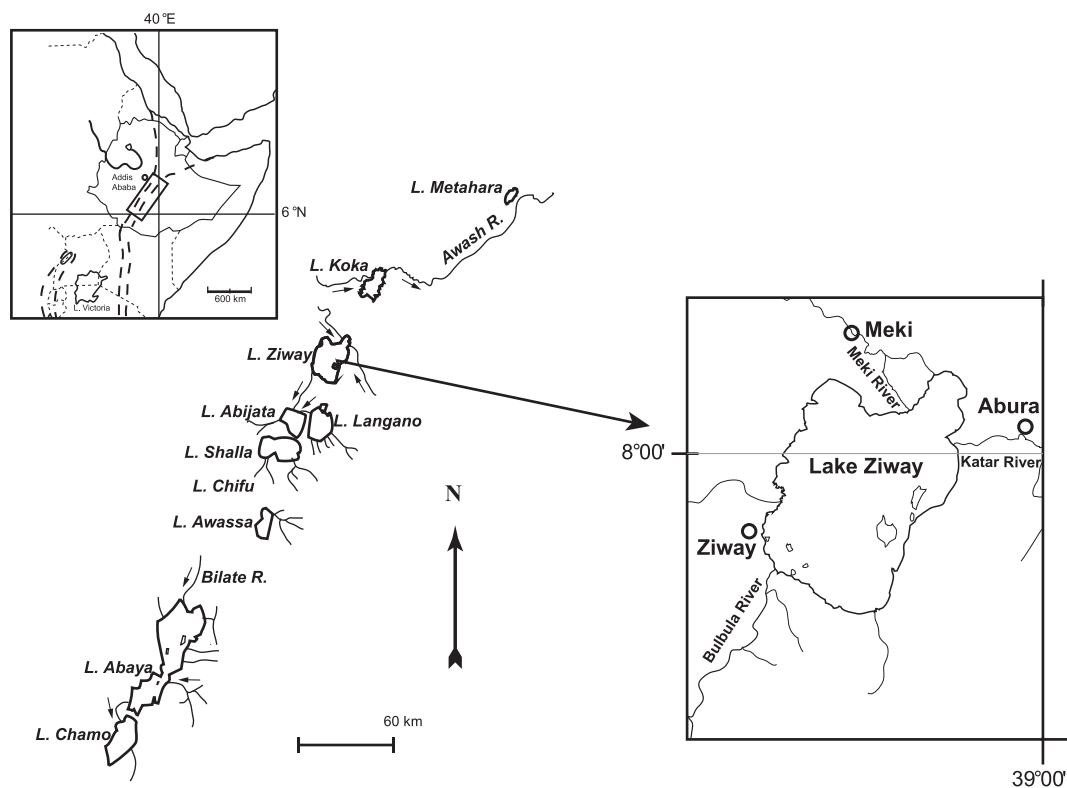 40 °E
Addis
Ababa
6 °N
L. Victoria
600 km
L. Metahara
Awash R.
L. Koka
L. Ziway
L. Abijata
L. Langano
L. Shalla
L. Chifu
L. Awassa
N
Bilate R.
L. Abaya
L. Chamo
60 km
Meki
Meki River
Abura
8°00'
Lake Ziway
Katar River
Ziway
Bulbula River
39°00'